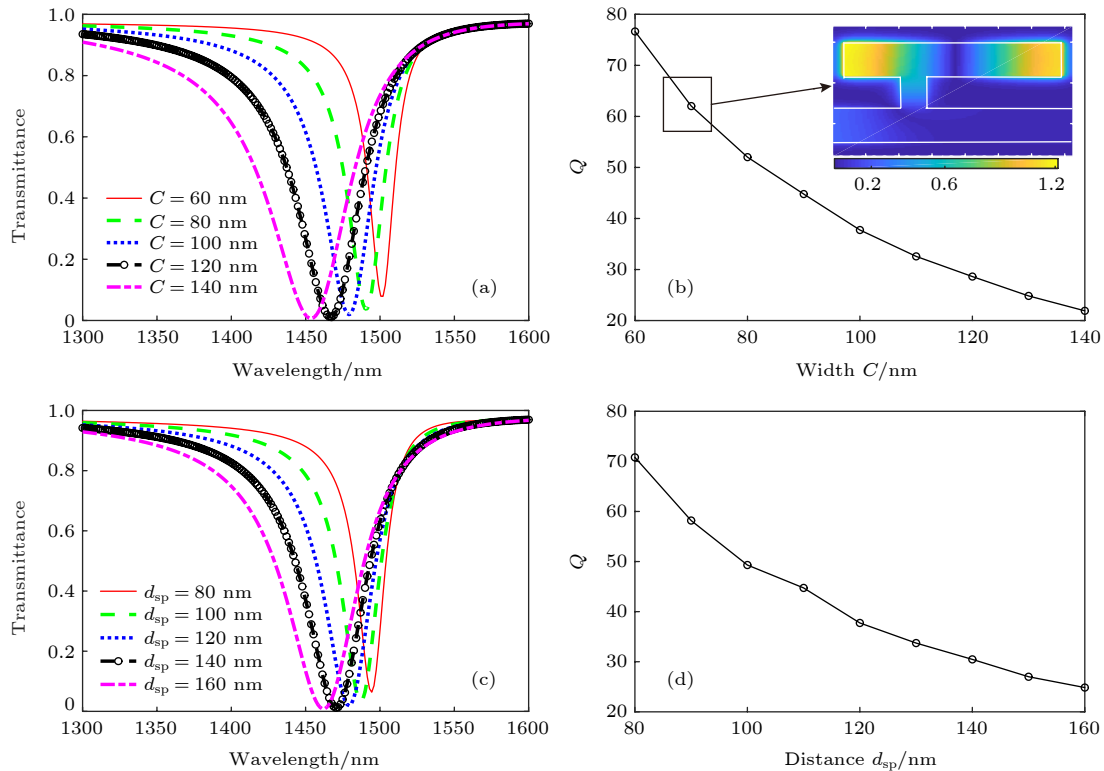 1.0
0.8
0.6
0.4
0.2
0
Transmittance
C = 60 nm
C = 80 nm
C = 100 nm
C = 120 nm
C = 140 nm
(a)
1300 1350 1400 1450 1500 1550 1600
Wavelength/nm
80
70
60
50
40
30
20
Q
0.2 0.6 1.2
(b)
60 80 100 120 140
Width C/nm
1.0
0.8
0.6
0.4
0.2
0
Transmittance
dsp = 80 nm
dsp = 100 nm
dsp = 120 nm
dsp = 140 nm
dsp = 160 nm
(c)
1300 1350 1400 1450 1500 1550 1600
Wavelength/nm
80
70
60
50
40
30
20
Q
(d)
80 100 120 140 160
Distance dsp/nm